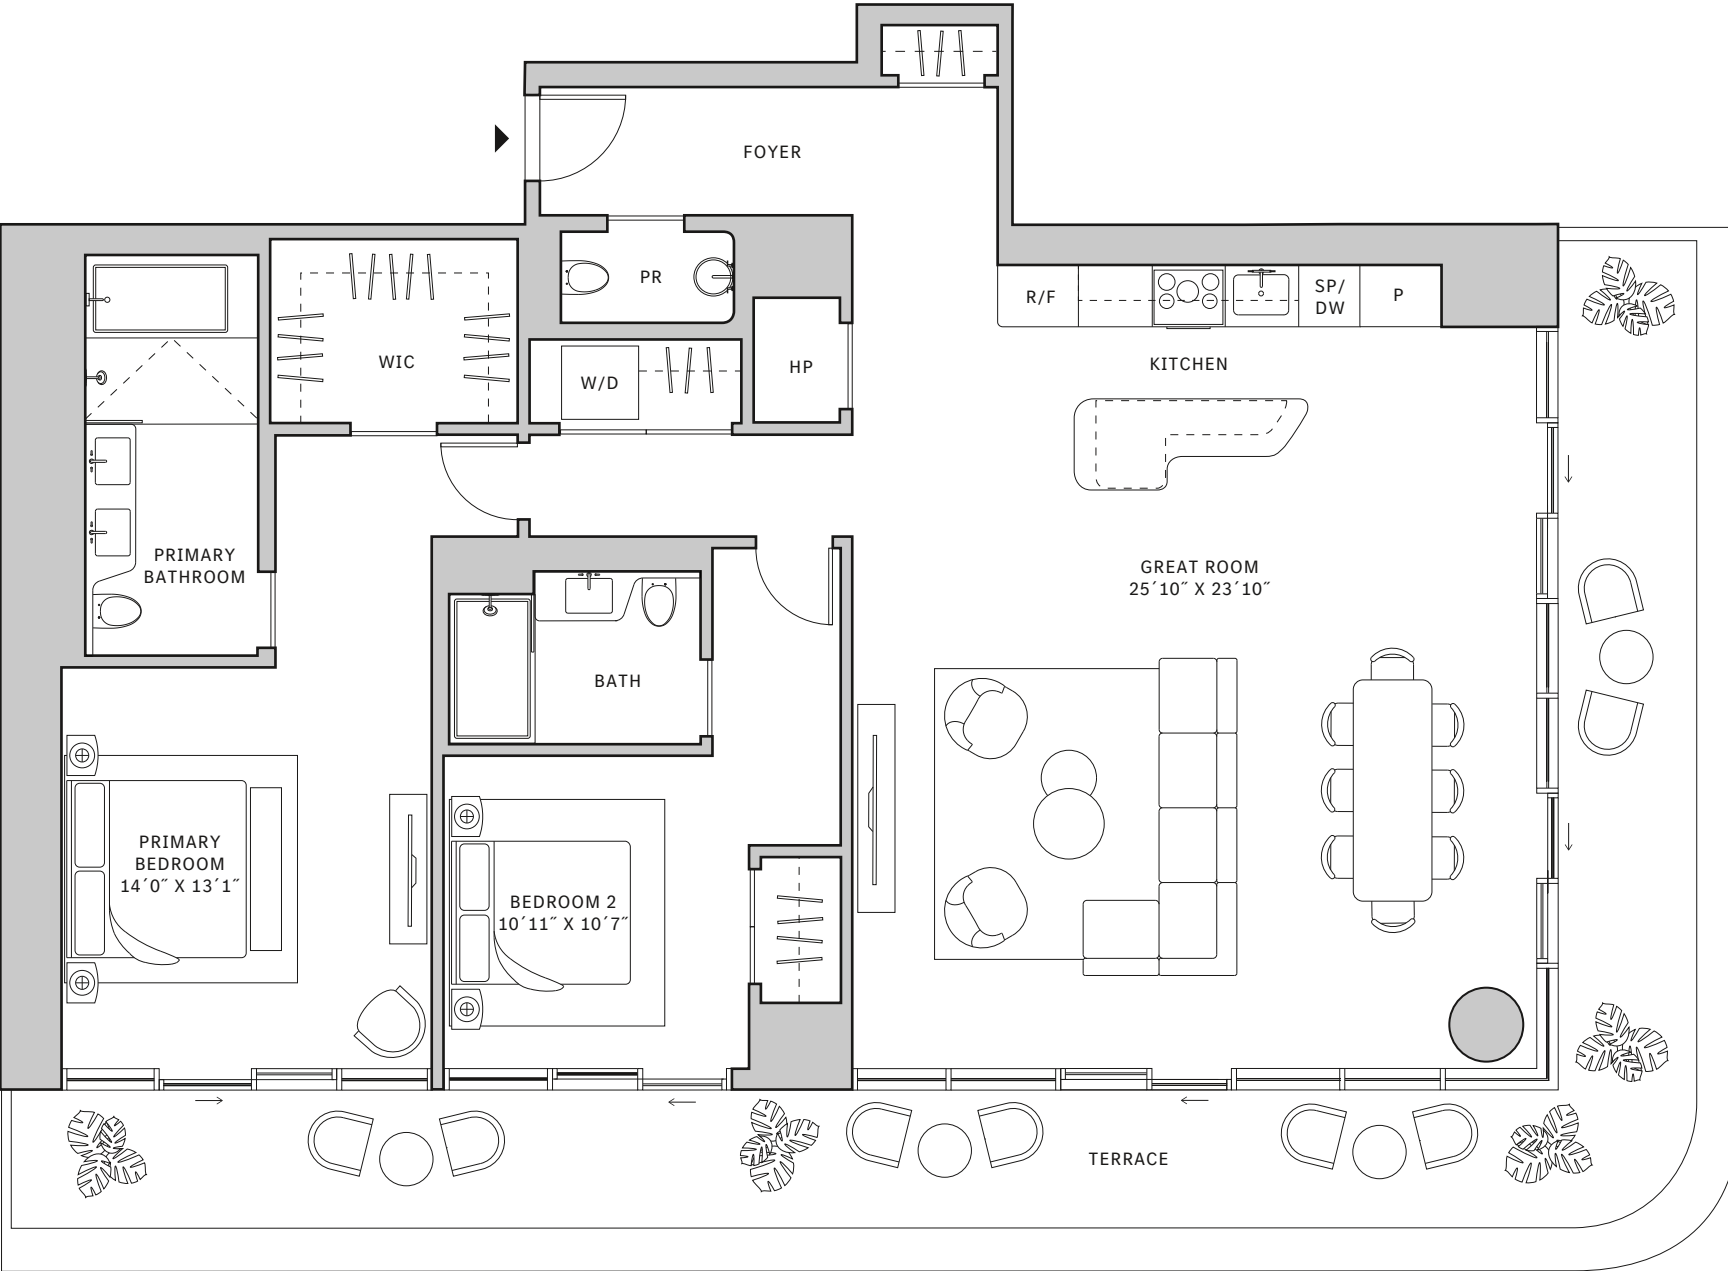 FOYER
PR
R/F
SP/
DW
P
WIC
W/D
HP
KITCHEN
PRIMARY
BATHROOM
GREAT ROOM
25´10˝ X 23´10˝
BATH
PRIMARY
BEDROOM
14´0˝ X 13´1˝
BEDROOM 2
10´11˝ X 10´7˝
TERRACE